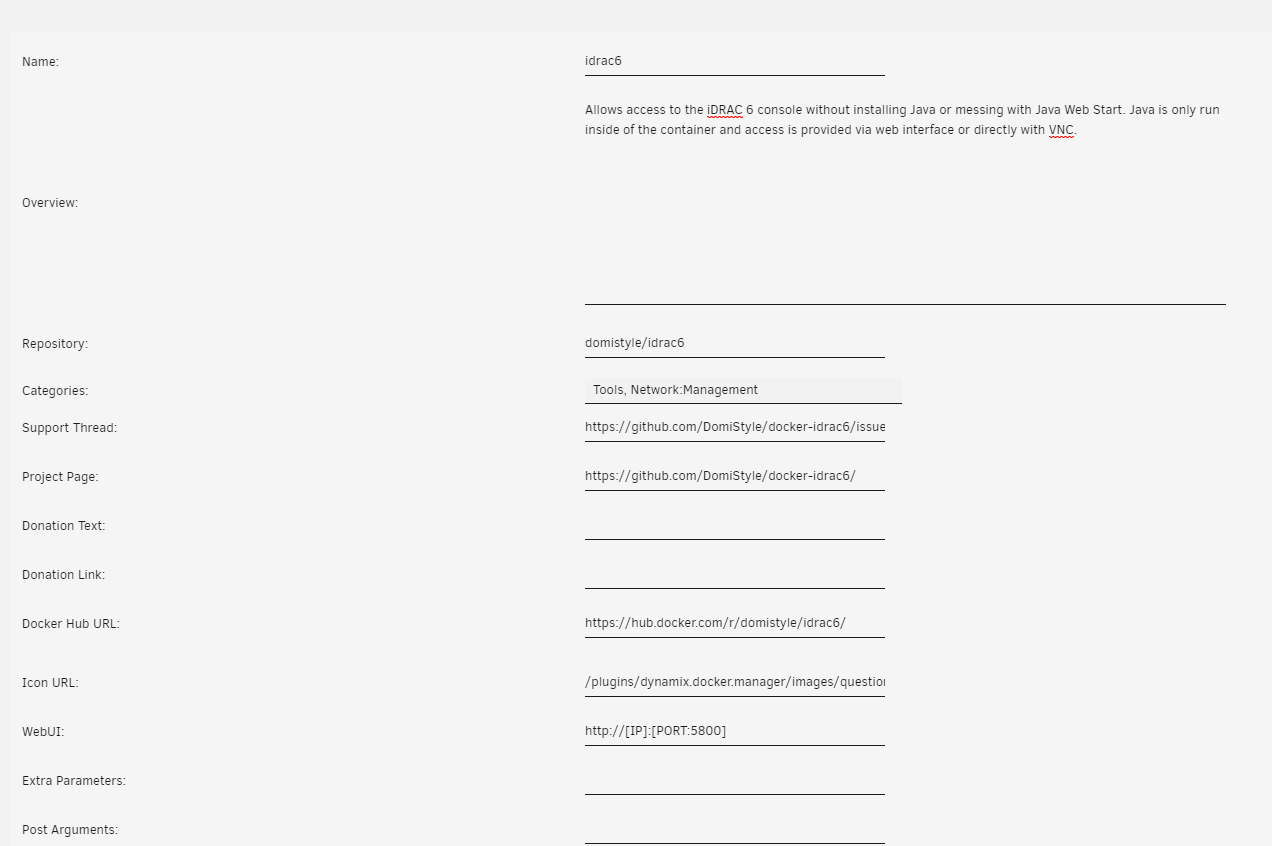 Name:
idrac6
Allows access to the iDRAC 6 console without installing Java or messing with Java Web Start. Java is only run
inside of the container and access is provided via web interface or directly with VNC.
Overview:
Repository:
domistyle/idrac6
Categories:
Tools, Network:Management
Support Thread:
https://github.com/DomiStyle/docker-idrac6/issue
Project Page:
https://github.com/DomiStyle/docker-idrac6/
Donation Text:
Donation Link:
Docker Hub URL:
https://hub.docker.com/r/domistyle/idrac6/
Icon URL:
/plugins/dynamix.docker.manager/images/question
WebUI:
http://[IP]:[PORT:5800]
Extra Parameters:
Post Arguments: